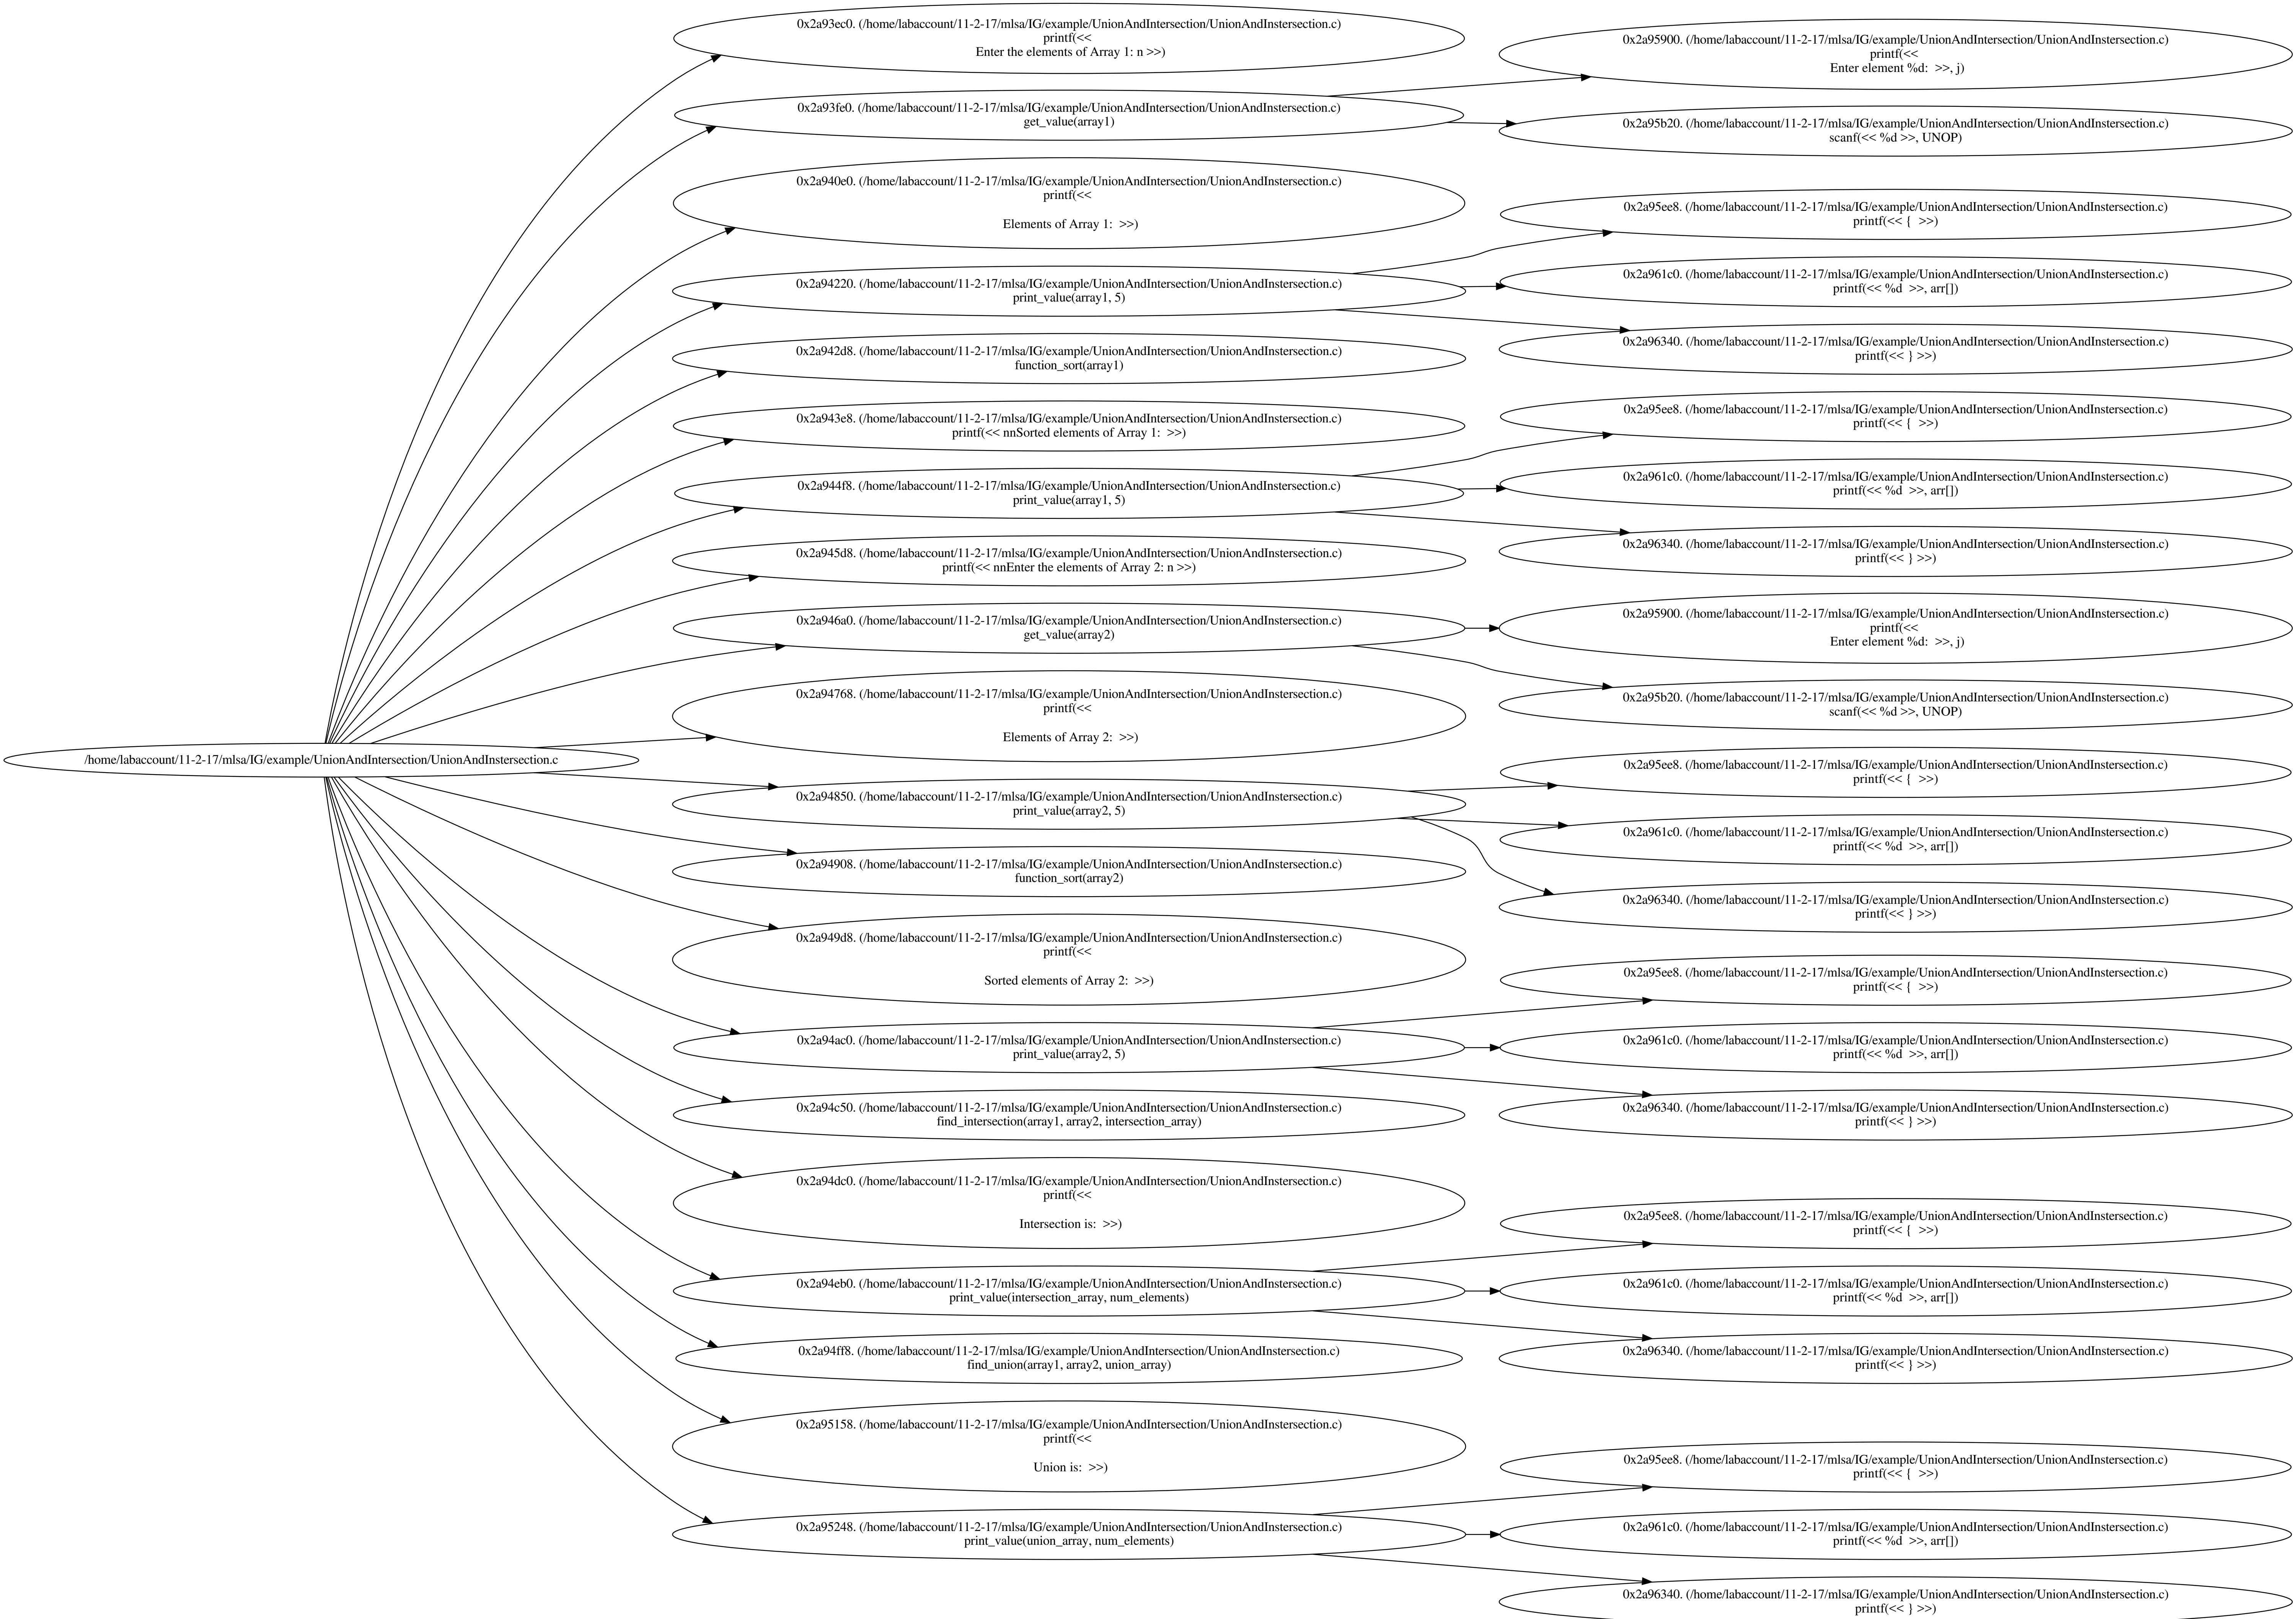 /home/labaccount/11-2-17/mlsa/IG/example/UnionAndIntersection/UnionAndInstersection.c
0x2a93ec0. (/home/labaccount/11-2-17/mlsa/IG/example/UnionAndIntersection/UnionAndInstersection.c)
printf(<<
Enter the elements of Array 1: n >>)
0x2a93fe0. (/home/labaccount/11-2-17/mlsa/IG/example/UnionAndIntersection/UnionAndInstersection.c)
get_value(array1)
0x2a940e0. (/home/labaccount/11-2-17/mlsa/IG/example/UnionAndIntersection/UnionAndInstersection.c)
printf(<<
Elements of Array 1:  >>)
0x2a94220. (/home/labaccount/11-2-17/mlsa/IG/example/UnionAndIntersection/UnionAndInstersection.c)
print_value(array1, 5)
0x2a942d8. (/home/labaccount/11-2-17/mlsa/IG/example/UnionAndIntersection/UnionAndInstersection.c)
function_sort(array1)
0x2a943e8. (/home/labaccount/11-2-17/mlsa/IG/example/UnionAndIntersection/UnionAndInstersection.c)
printf(<< nnSorted elements of Array 1:  >>)
0x2a944f8. (/home/labaccount/11-2-17/mlsa/IG/example/UnionAndIntersection/UnionAndInstersection.c)
print_value(array1, 5)
0x2a945d8. (/home/labaccount/11-2-17/mlsa/IG/example/UnionAndIntersection/UnionAndInstersection.c)
printf(<< nnEnter the elements of Array 2: n >>)
0x2a946a0. (/home/labaccount/11-2-17/mlsa/IG/example/UnionAndIntersection/UnionAndInstersection.c)
get_value(array2)
0x2a94768. (/home/labaccount/11-2-17/mlsa/IG/example/UnionAndIntersection/UnionAndInstersection.c)
printf(<<
Elements of Array 2:  >>)
0x2a94850. (/home/labaccount/11-2-17/mlsa/IG/example/UnionAndIntersection/UnionAndInstersection.c)
print_value(array2, 5)
0x2a94908. (/home/labaccount/11-2-17/mlsa/IG/example/UnionAndIntersection/UnionAndInstersection.c)
function_sort(array2)
0x2a949d8. (/home/labaccount/11-2-17/mlsa/IG/example/UnionAndIntersection/UnionAndInstersection.c)
printf(<<
Sorted elements of Array 2:  >>)
0x2a94ac0. (/home/labaccount/11-2-17/mlsa/IG/example/UnionAndIntersection/UnionAndInstersection.c)
print_value(array2, 5)
0x2a94c50. (/home/labaccount/11-2-17/mlsa/IG/example/UnionAndIntersection/UnionAndInstersection.c)
find_intersection(array1, array2, intersection_array)
0x2a94dc0. (/home/labaccount/11-2-17/mlsa/IG/example/UnionAndIntersection/UnionAndInstersection.c)
printf(<<
Intersection is:  >>)
0x2a94eb0. (/home/labaccount/11-2-17/mlsa/IG/example/UnionAndIntersection/UnionAndInstersection.c)
print_value(intersection_array, num_elements)
0x2a94ff8. (/home/labaccount/11-2-17/mlsa/IG/example/UnionAndIntersection/UnionAndInstersection.c)
find_union(array1, array2, union_array)
0x2a95158. (/home/labaccount/11-2-17/mlsa/IG/example/UnionAndIntersection/UnionAndInstersection.c)
printf(<<
Union is:  >>)
0x2a95248. (/home/labaccount/11-2-17/mlsa/IG/example/UnionAndIntersection/UnionAndInstersection.c)
print_value(union_array, num_elements)
0x2a95900. (/home/labaccount/11-2-17/mlsa/IG/example/UnionAndIntersection/UnionAndInstersection.c)
printf(<<
Enter element %d:  >>, j)
0x2a95b20. (/home/labaccount/11-2-17/mlsa/IG/example/UnionAndIntersection/UnionAndInstersection.c)
scanf(<< %d >>, UNOP)
0x2a95ee8. (/home/labaccount/11-2-17/mlsa/IG/example/UnionAndIntersection/UnionAndInstersection.c)
printf(<< {  >>)
0x2a961c0. (/home/labaccount/11-2-17/mlsa/IG/example/UnionAndIntersection/UnionAndInstersection.c)
printf(<< %d  >>, arr[])
0x2a96340. (/home/labaccount/11-2-17/mlsa/IG/example/UnionAndIntersection/UnionAndInstersection.c)
printf(<< } >>)
0x2a95ee8. (/home/labaccount/11-2-17/mlsa/IG/example/UnionAndIntersection/UnionAndInstersection.c)
printf(<< {  >>)
0x2a961c0. (/home/labaccount/11-2-17/mlsa/IG/example/UnionAndIntersection/UnionAndInstersection.c)
printf(<< %d  >>, arr[])
0x2a96340. (/home/labaccount/11-2-17/mlsa/IG/example/UnionAndIntersection/UnionAndInstersection.c)
printf(<< } >>)
0x2a95900. (/home/labaccount/11-2-17/mlsa/IG/example/UnionAndIntersection/UnionAndInstersection.c)
printf(<<
Enter element %d:  >>, j)
0x2a95b20. (/home/labaccount/11-2-17/mlsa/IG/example/UnionAndIntersection/UnionAndInstersection.c)
scanf(<< %d >>, UNOP)
0x2a95ee8. (/home/labaccount/11-2-17/mlsa/IG/example/UnionAndIntersection/UnionAndInstersection.c)
printf(<< {  >>)
0x2a961c0. (/home/labaccount/11-2-17/mlsa/IG/example/UnionAndIntersection/UnionAndInstersection.c)
printf(<< %d  >>, arr[])
0x2a96340. (/home/labaccount/11-2-17/mlsa/IG/example/UnionAndIntersection/UnionAndInstersection.c)
printf(<< } >>)
0x2a95ee8. (/home/labaccount/11-2-17/mlsa/IG/example/UnionAndIntersection/UnionAndInstersection.c)
printf(<< {  >>)
0x2a961c0. (/home/labaccount/11-2-17/mlsa/IG/example/UnionAndIntersection/UnionAndInstersection.c)
printf(<< %d  >>, arr[])
0x2a96340. (/home/labaccount/11-2-17/mlsa/IG/example/UnionAndIntersection/UnionAndInstersection.c)
printf(<< } >>)
0x2a95ee8. (/home/labaccount/11-2-17/mlsa/IG/example/UnionAndIntersection/UnionAndInstersection.c)
printf(<< {  >>)
0x2a961c0. (/home/labaccount/11-2-17/mlsa/IG/example/UnionAndIntersection/UnionAndInstersection.c)
printf(<< %d  >>, arr[])
0x2a96340. (/home/labaccount/11-2-17/mlsa/IG/example/UnionAndIntersection/UnionAndInstersection.c)
printf(<< } >>)
0x2a95ee8. (/home/labaccount/11-2-17/mlsa/IG/example/UnionAndIntersection/UnionAndInstersection.c)
printf(<< {  >>)
0x2a961c0. (/home/labaccount/11-2-17/mlsa/IG/example/UnionAndIntersection/UnionAndInstersection.c)
printf(<< %d  >>, arr[])
0x2a96340. (/home/labaccount/11-2-17/mlsa/IG/example/UnionAndIntersection/UnionAndInstersection.c)
printf(<< } >>)